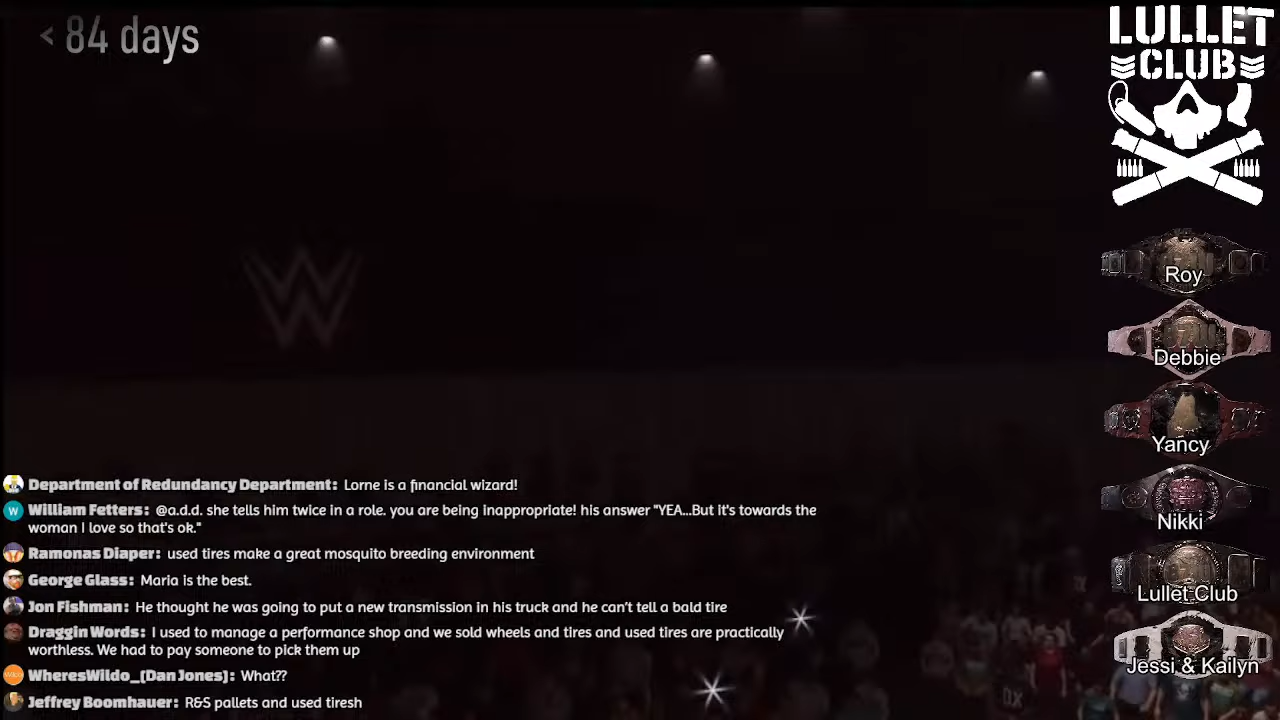 < 84 days
LULLET
CLUB
W
Roy
Debbie
Yancy
Nikki
Lullet Club
Jessi & Kailyn
Department of Redundancy Department: Lorne is a financial wizard!
W William Fetters: @a.d.d. she tells him twice in a role. you are being inappropriate! his answer "YEA...But it's towards the
woman I love so that's ok."
Ramonas Diaper: used tires make a great mosquito breeding environment
George Glass: Maria is the best.
Jon Fishman: He thought he was going to put a new transmission in his truck and he can't tell a bald tire
Draggin Words: I used to manage a performance shop and we sold wheels and tires and used tires are practically
worthless. We had to pay someone to pick them up
WheresWildo_(Dan Jones): What??
Jeffrey Boomhauer: R&S pallets and used tiresh
DX